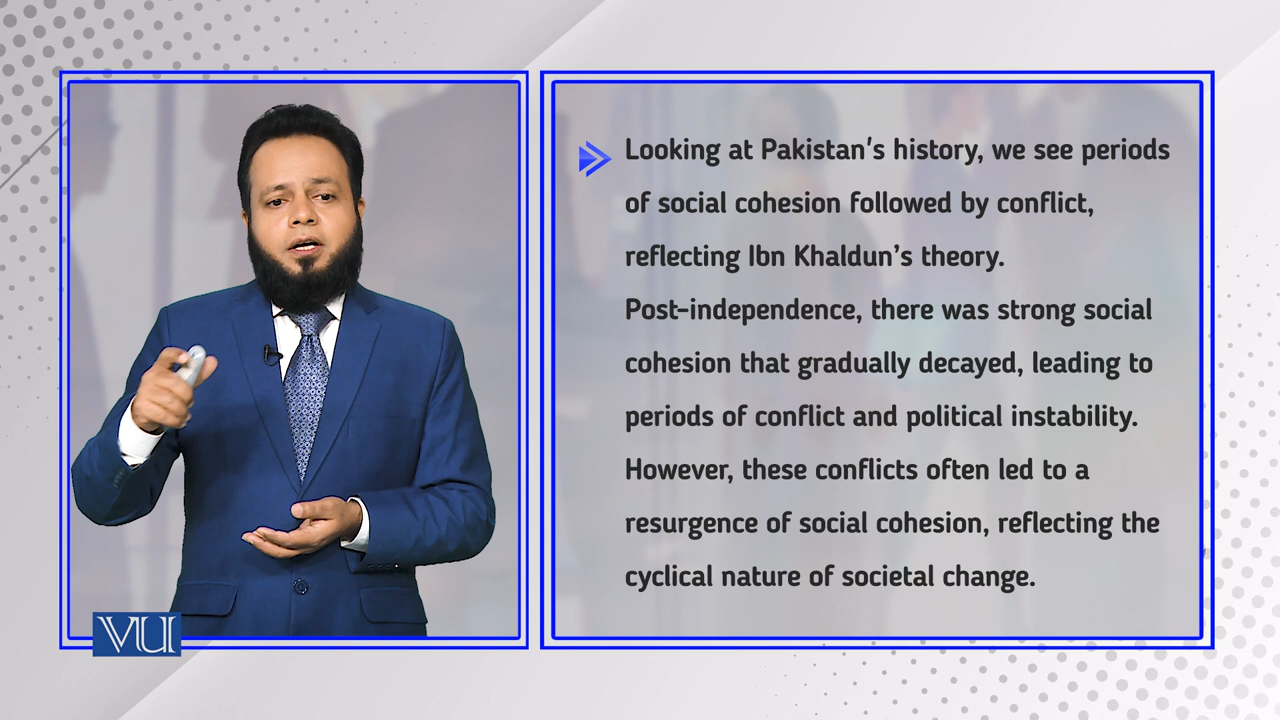 Looking at Pakistan's history, we see periods
of social cohesion followed by conflict,
reflecting Ibn Khaldun’s theory.
Post-independence, there was strong social
cohesion that gradually decayed, leading to
periods of conflict and political instability.
However, these conflicts often led to a
resurgence of social cohesion, reflecting the
cyclical nature of societal change.
VU